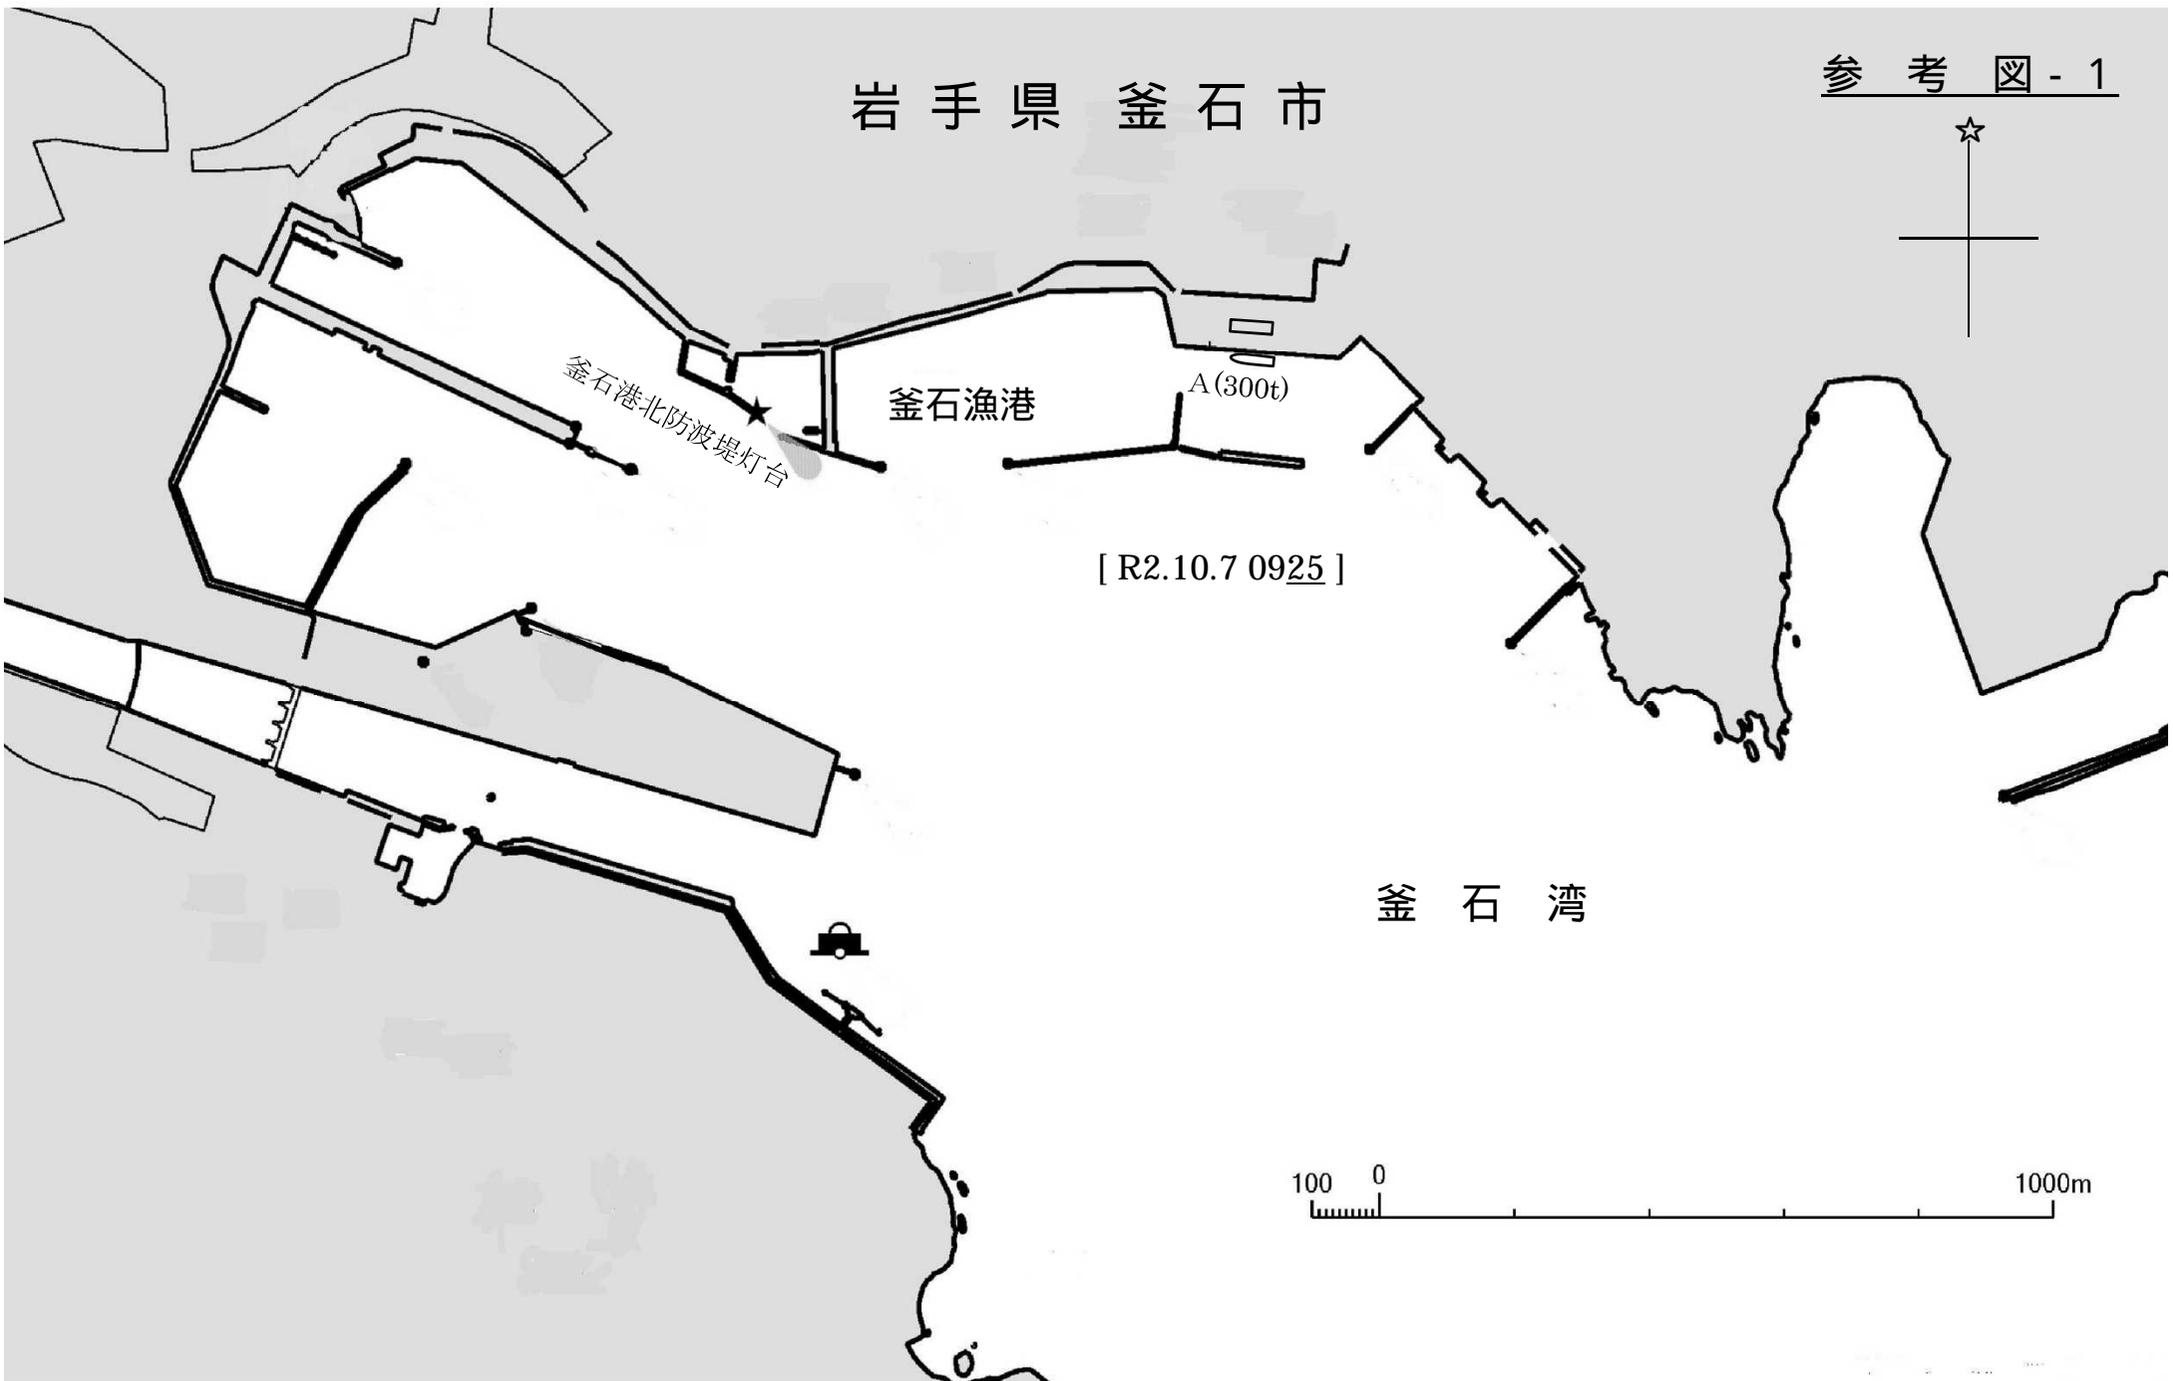 参考図-1
岩手県 釜石市
釜石港北防波堤灯台
釜石漁港
A(300t)
[ R2.10.7 0925 ]
釜石湾
100 0 1000m